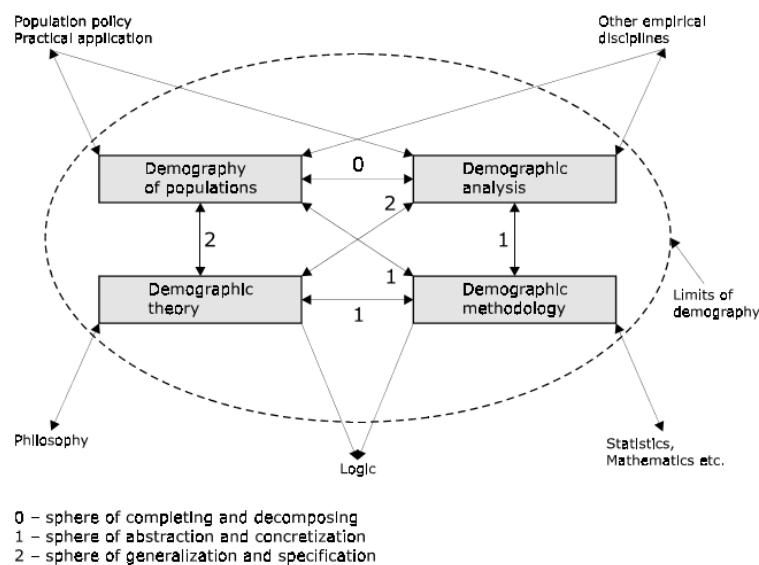 Population policy
Practical application
Other empirical
disciplines
Demography
of populations
0
Demographic
analysis
2
2
1
1
Demographic
theory
1
Demographic
methodology
Limits of
demography
Philosophy
Logic
Statistics,
Mathematics etc.
0 – sphere of completing and decomposing
1 – sphere of abstraction and concretization
2 – sphere of generalization and specification